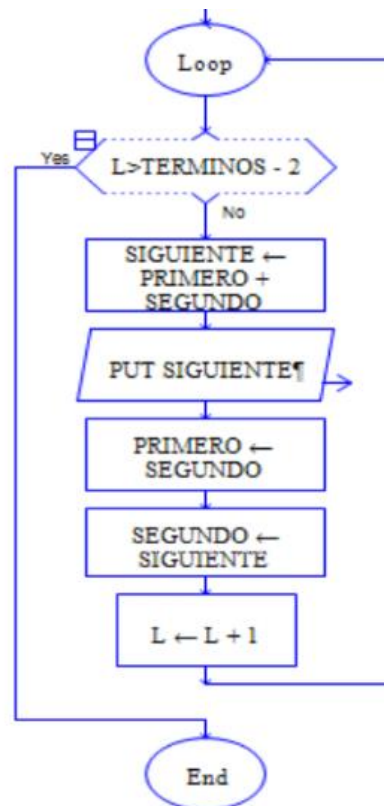 Loop
Yes
L>TERMINOS - 2
No
SIGUIENTE ←
PRIMERO +
SEGUNDO
PUT SIGUIENTE¶
PRIMERO ←
SEGUNDO
SEGUNDO ←
SIGUIENTE
L ← L + 1
End